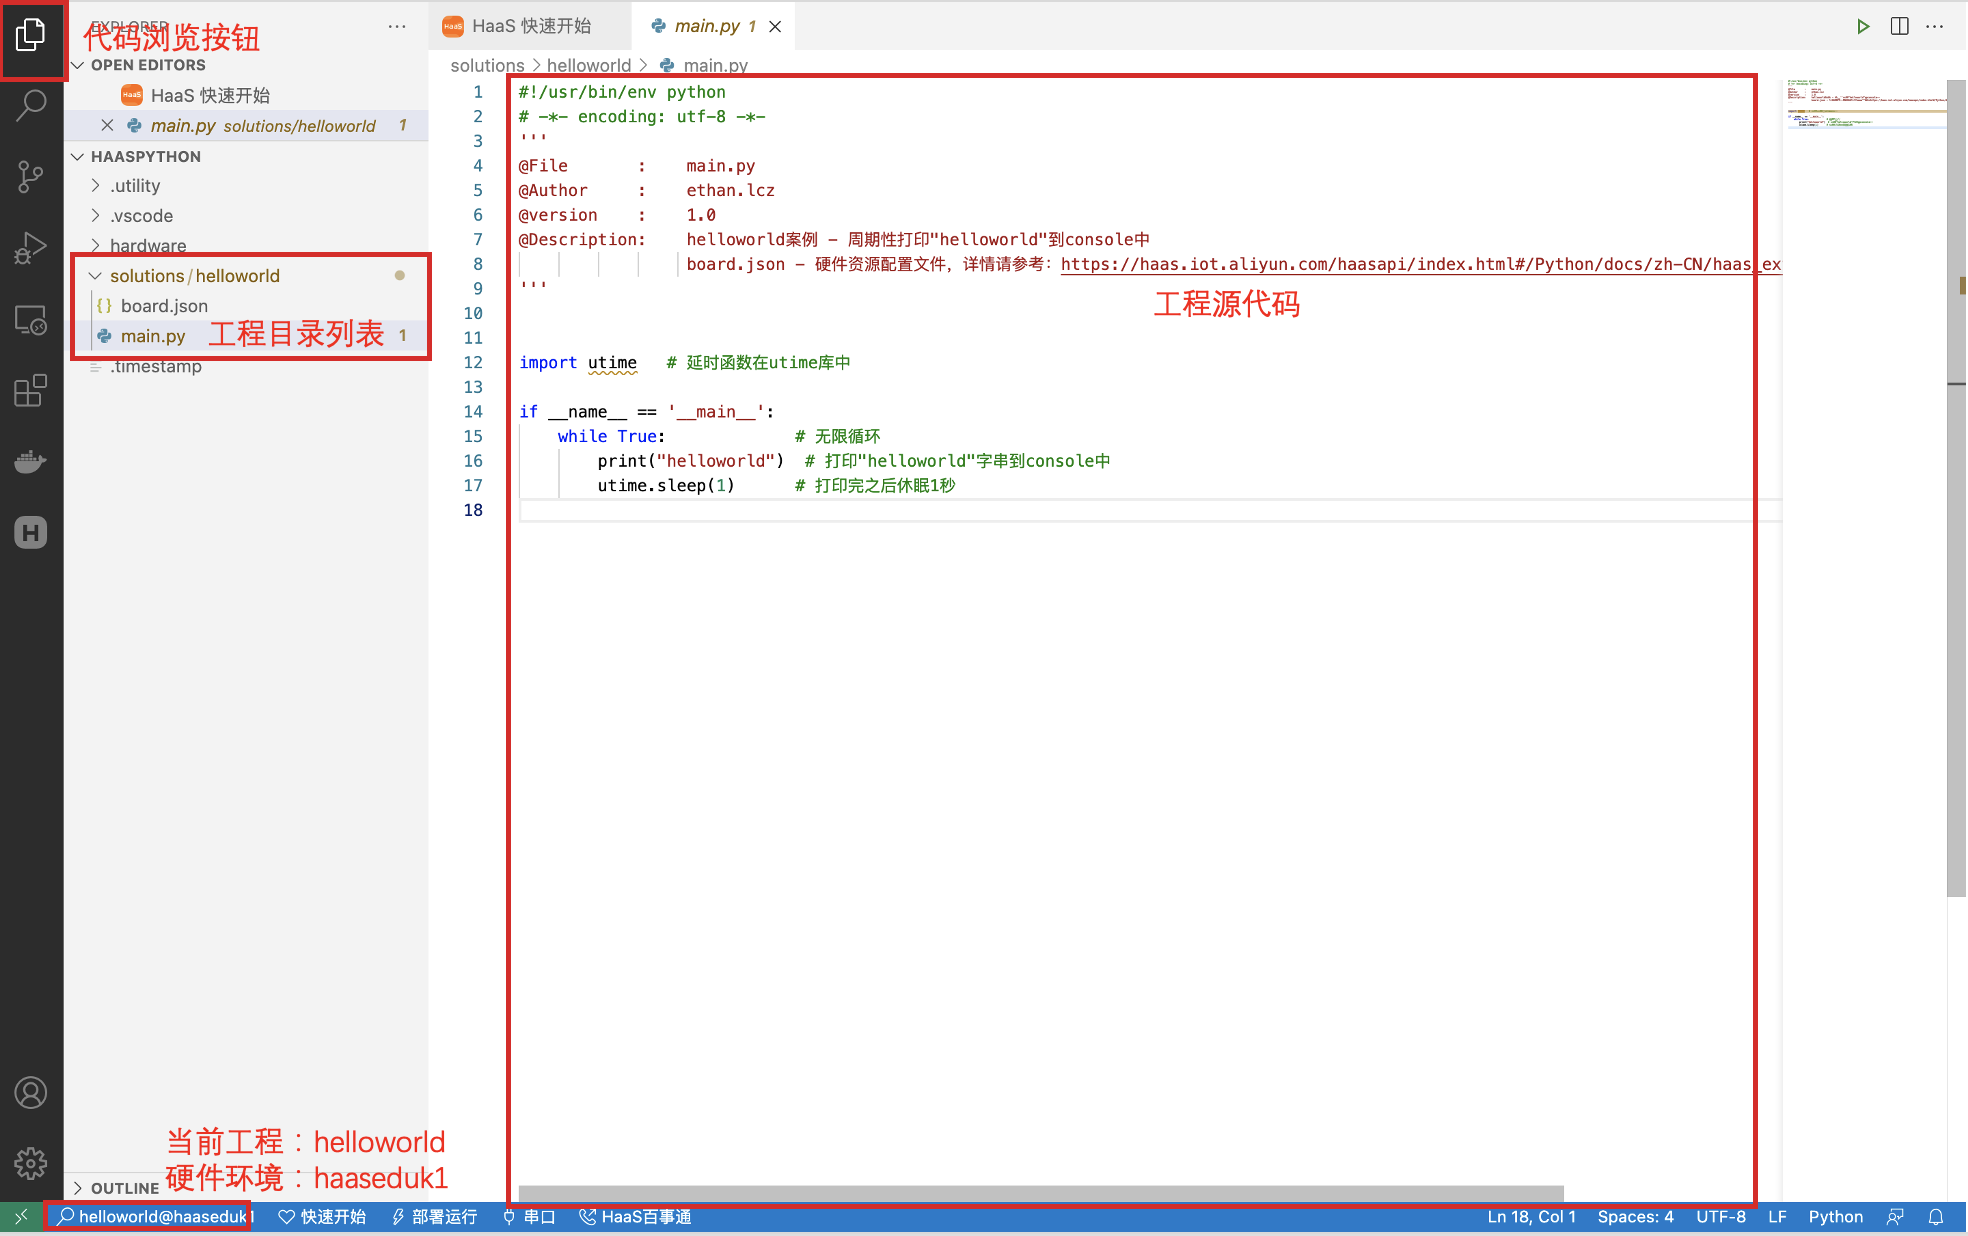 EXPLORER
代码浏览按钮
OPEN EDITORS
HaaS HaaS 快速开始
main.py solutions/helloworld 1
HAASPYTHON
.utility
.vscode
hardware
solutions/helloworld
{} board.json
main.py 工程目录列表 1
.timestamp
当前工程：helloworld
硬件环境：haaseduk1
OUTLINE
HaaS HaaS 快速开始
main.py 1
solutions > helloworld > main.py
1 #!/usr/bin/env python
2 # -*- encoding: utf-8 -*-
3 '''
4 @File : main.py
5 @Author : ethan.lcz
6 @version : 1.0
7 @Description: helloworld案例 - 周期性打印"helloworld"到console中
8 board.json - 硬件资源配置文件，详情请参考：https://haas.iot.aliyun.com/haasapi/index.html#/Python/docs/zh-CN/haas_ex
9 '''
工程源代码
10
11
12 import utime # 延时函数在utime库中
13
14 if __name__ == '__main__':
15 while True: # 无限循环
16 print("helloworld") # 打印"helloworld"字串到console中
17 utime.sleep(1) # 打印完之后休眠1秒
18
H
helloworld@haaseduk1 快速开始 部署运行 串口 HaaS百事通 Ln 18, Col 1 Spaces: 4 UTF-8 LF Python